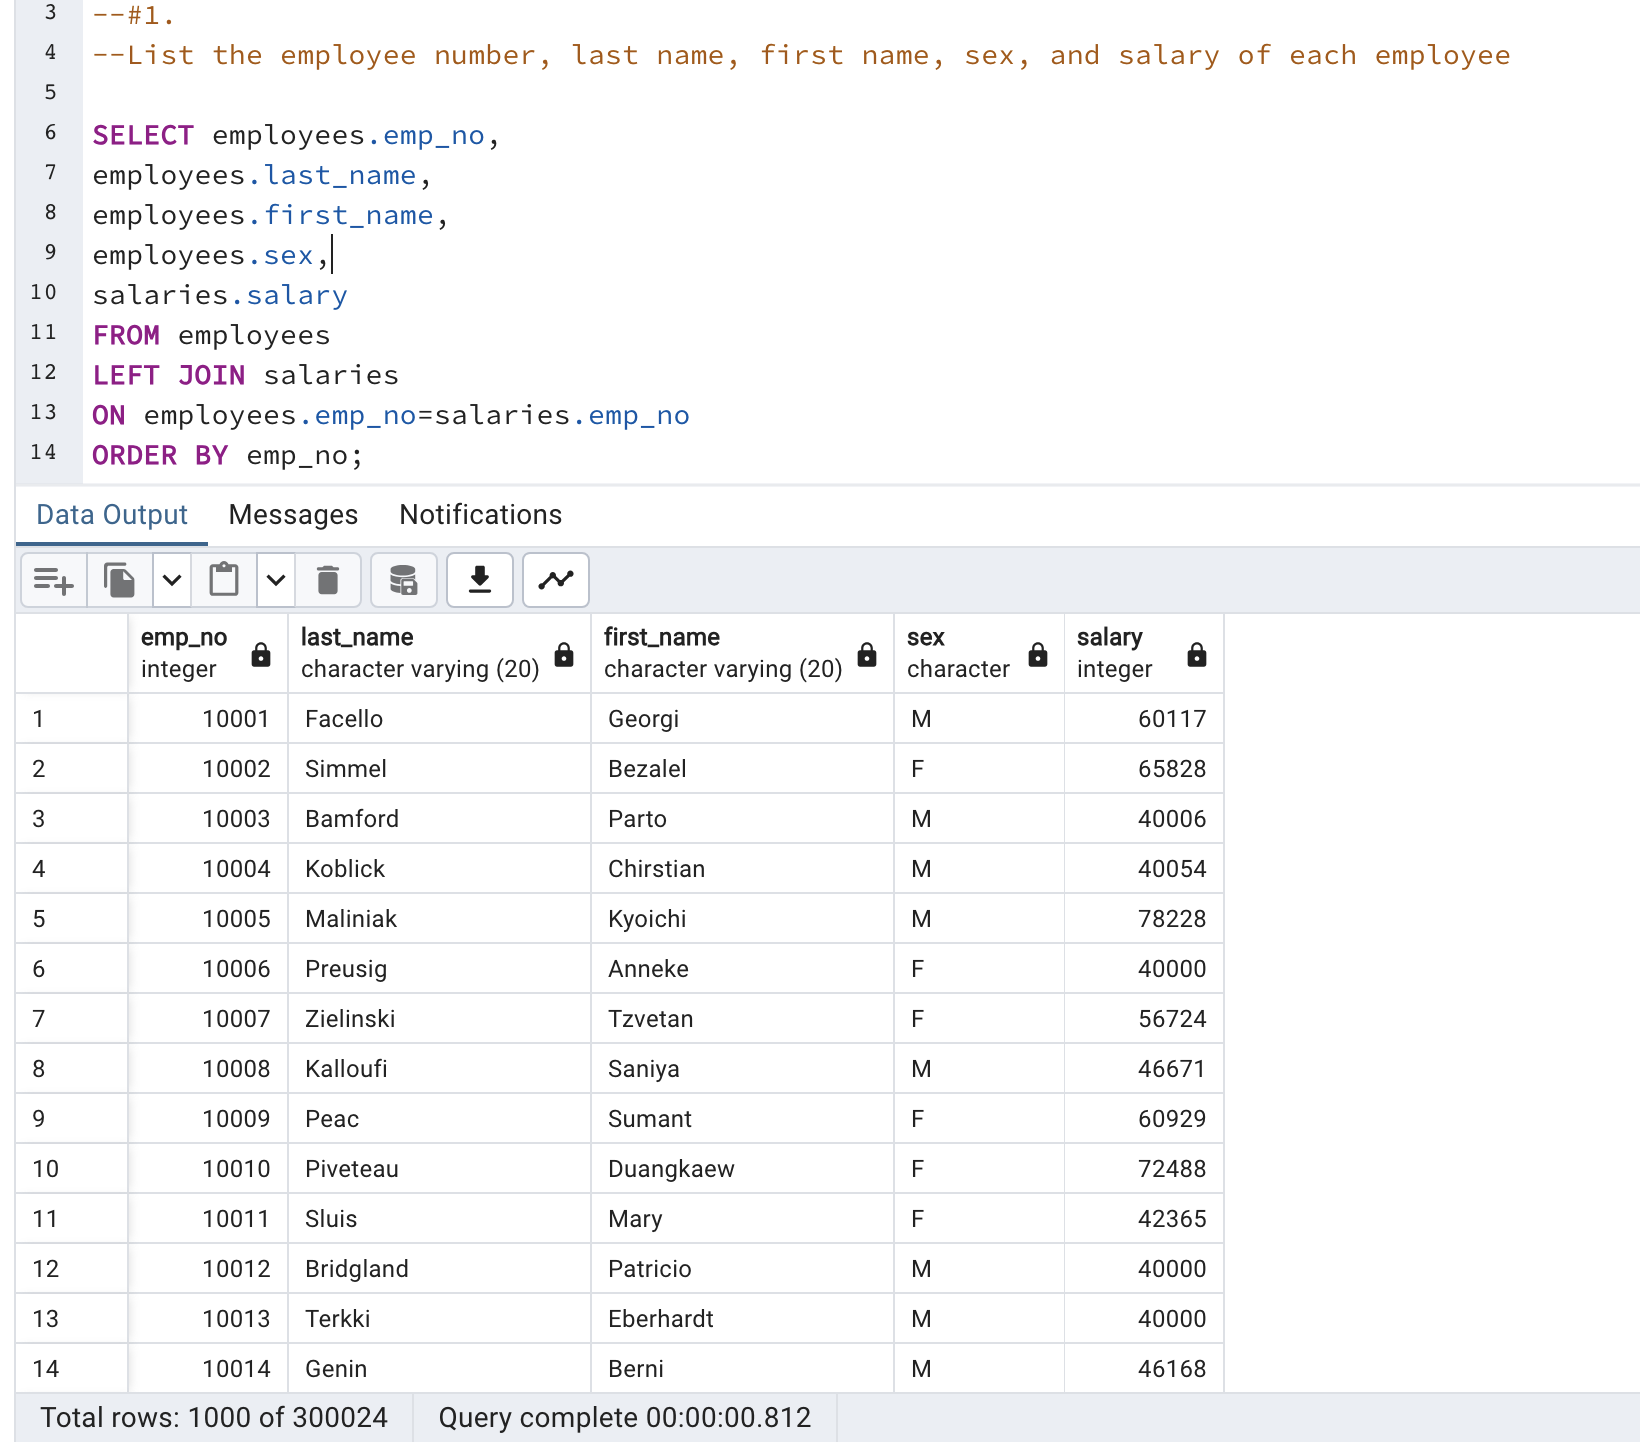 3 --#1.
4 --List the employee number, last name, first name, sex, and salary of each employee
5
6 SELECT employees.emp_no,
7 employees.last_name,
8 employees.first_name,
9 employees.sex,
10 salaries.salary
11 FROM employees
12 LEFT JOIN salaries
13 ON employees.emp_no=salaries.emp_no
14 ORDER BY emp_no;
Data Output Messages Notifications
emp_no last_name first_name sex salary
integer character varying (20) character varying (20) character integer
1 10001 Facello Georgi M 60117
2 10002 Simmel Bezalel F 65828
3 10003 Bamford Parto M 40006
4 10004 Koblick Chirstian M 40054
5 10005 Maliniak Kyoichi M 78228
6 10006 Preusig Anneke F 40000
7 10007 Zielinski Tzvetan F 56724
8 10008 Kalloufi Saniya M 46671
9 10009 Peac Sumant F 60929
10 10010 Piveteau Duangkaew F 72488
11 10011 Sluis Mary F 42365
12 10012 Bridgland Patricio M 40000
13 10013 Terkki Eberhardt M 40000
14 10014 Genin Berni M 46168
Total rows: 1000 of 300024 Query complete 00:00:00.812